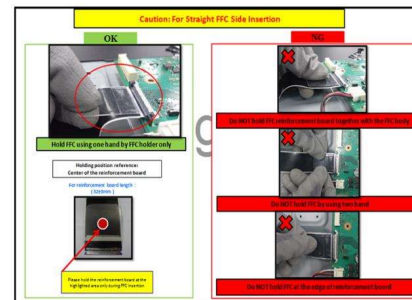 Caution: For Straight FFC Side Insertion
OK
NG
Hold FFC using one hand by FFC holder only
Holding position reference:
Center of the reinforcement board
For reinforcement board length :
Please hold the reinforcement board at the
highlighted area only during FFC insertion
Do NOT hold FFC reinforcement board together with the FFC body
Do NOT hold FFC by using two hand
Do NOT hold FFC at the edge of reinforcement board